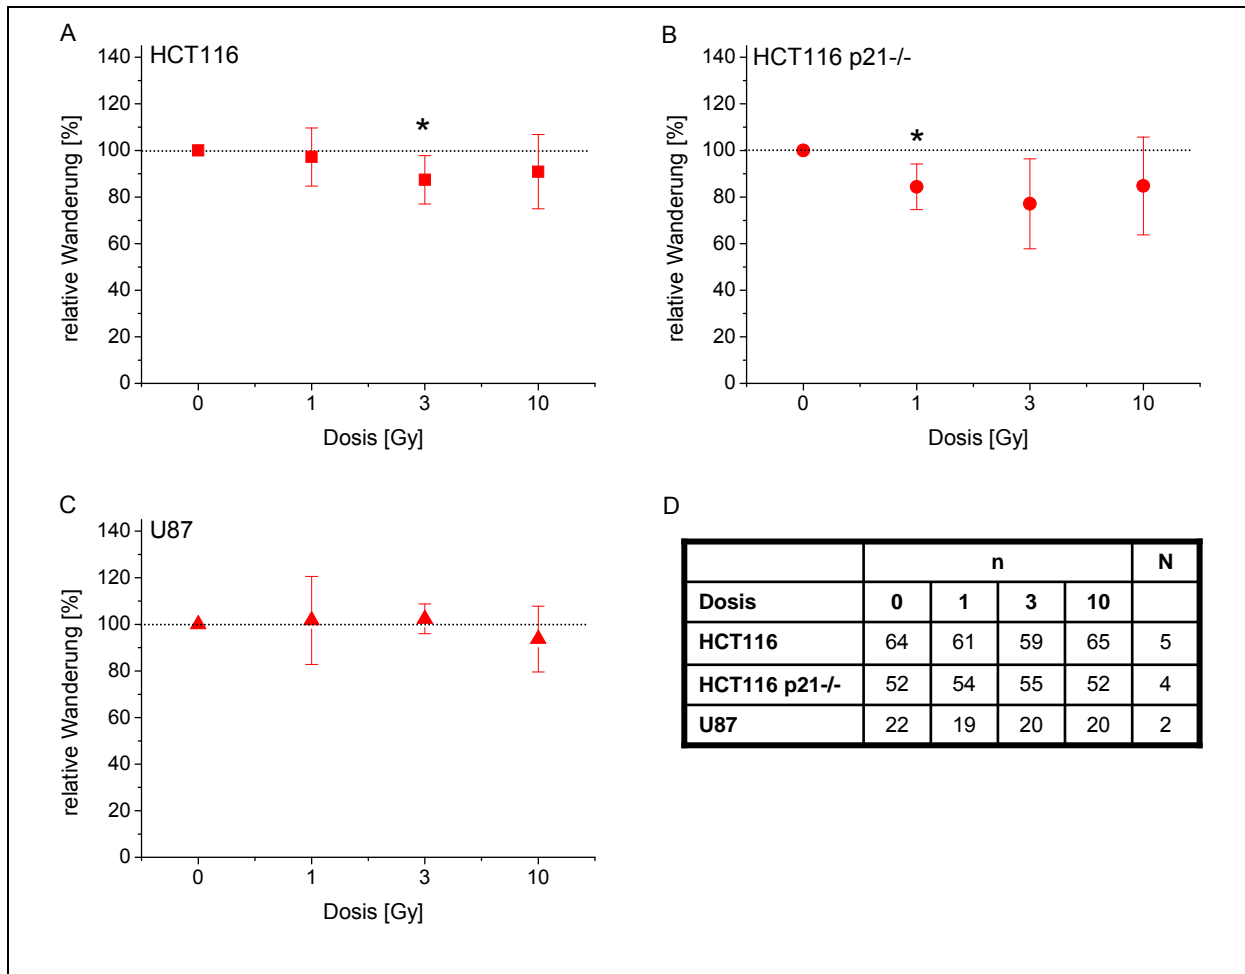 A
HCT116
relative Wanderung [%]
140
120
100
80
60
40
20
0
*
0 1 3 10
Dosis [Gy]
B
HCT116 p21-/-
relative Wanderung [%]
140
120
100
80
60
40
20
0
*
0 1 3 10
Dosis [Gy]
C
U87
relative Wanderung [%]
140
120
100
80
60
40
20
0
0 1 3 10
Dosis [Gy]
D
n N
Dosis 0 1 3 10
HCT116 64 61 59 65 5
HCT116 p21-/- 52 54 55 52 4
U87 22 19 20 20 2